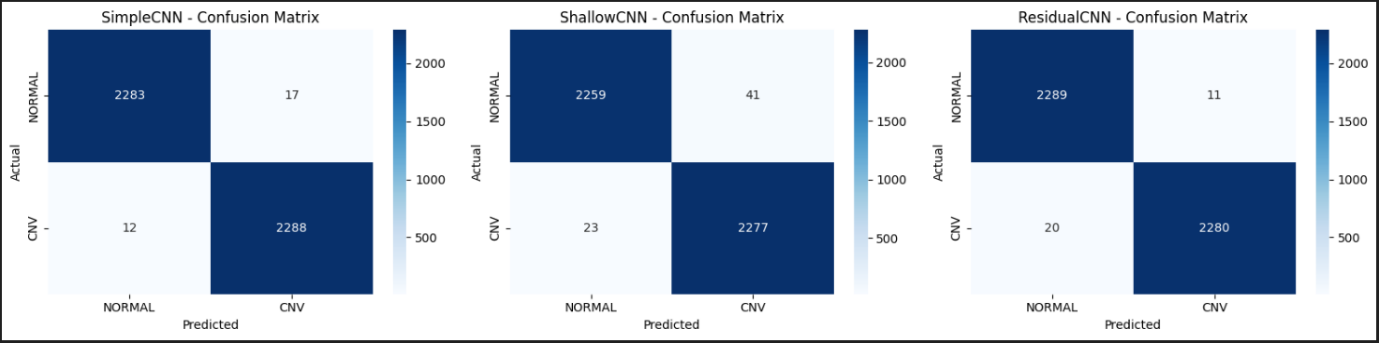 SimpleCNN - Confusion Matrix
NORMAL
CNV
Actual
2283
17
12
2288
NORMAL
CNV
Predicted
2000
1500
1000
500
ShallowCNN - Confusion Matrix
NORMAL
CNV
Actual
2259
41
23
2277
NORMAL
CNV
Predicted
2000
1500
1000
500
ResidualCNN - Confusion Matrix
NORMAL
CNV
Actual
2289
11
20
2280
NORMAL
CNV
Predicted
2000
1500
1000
500